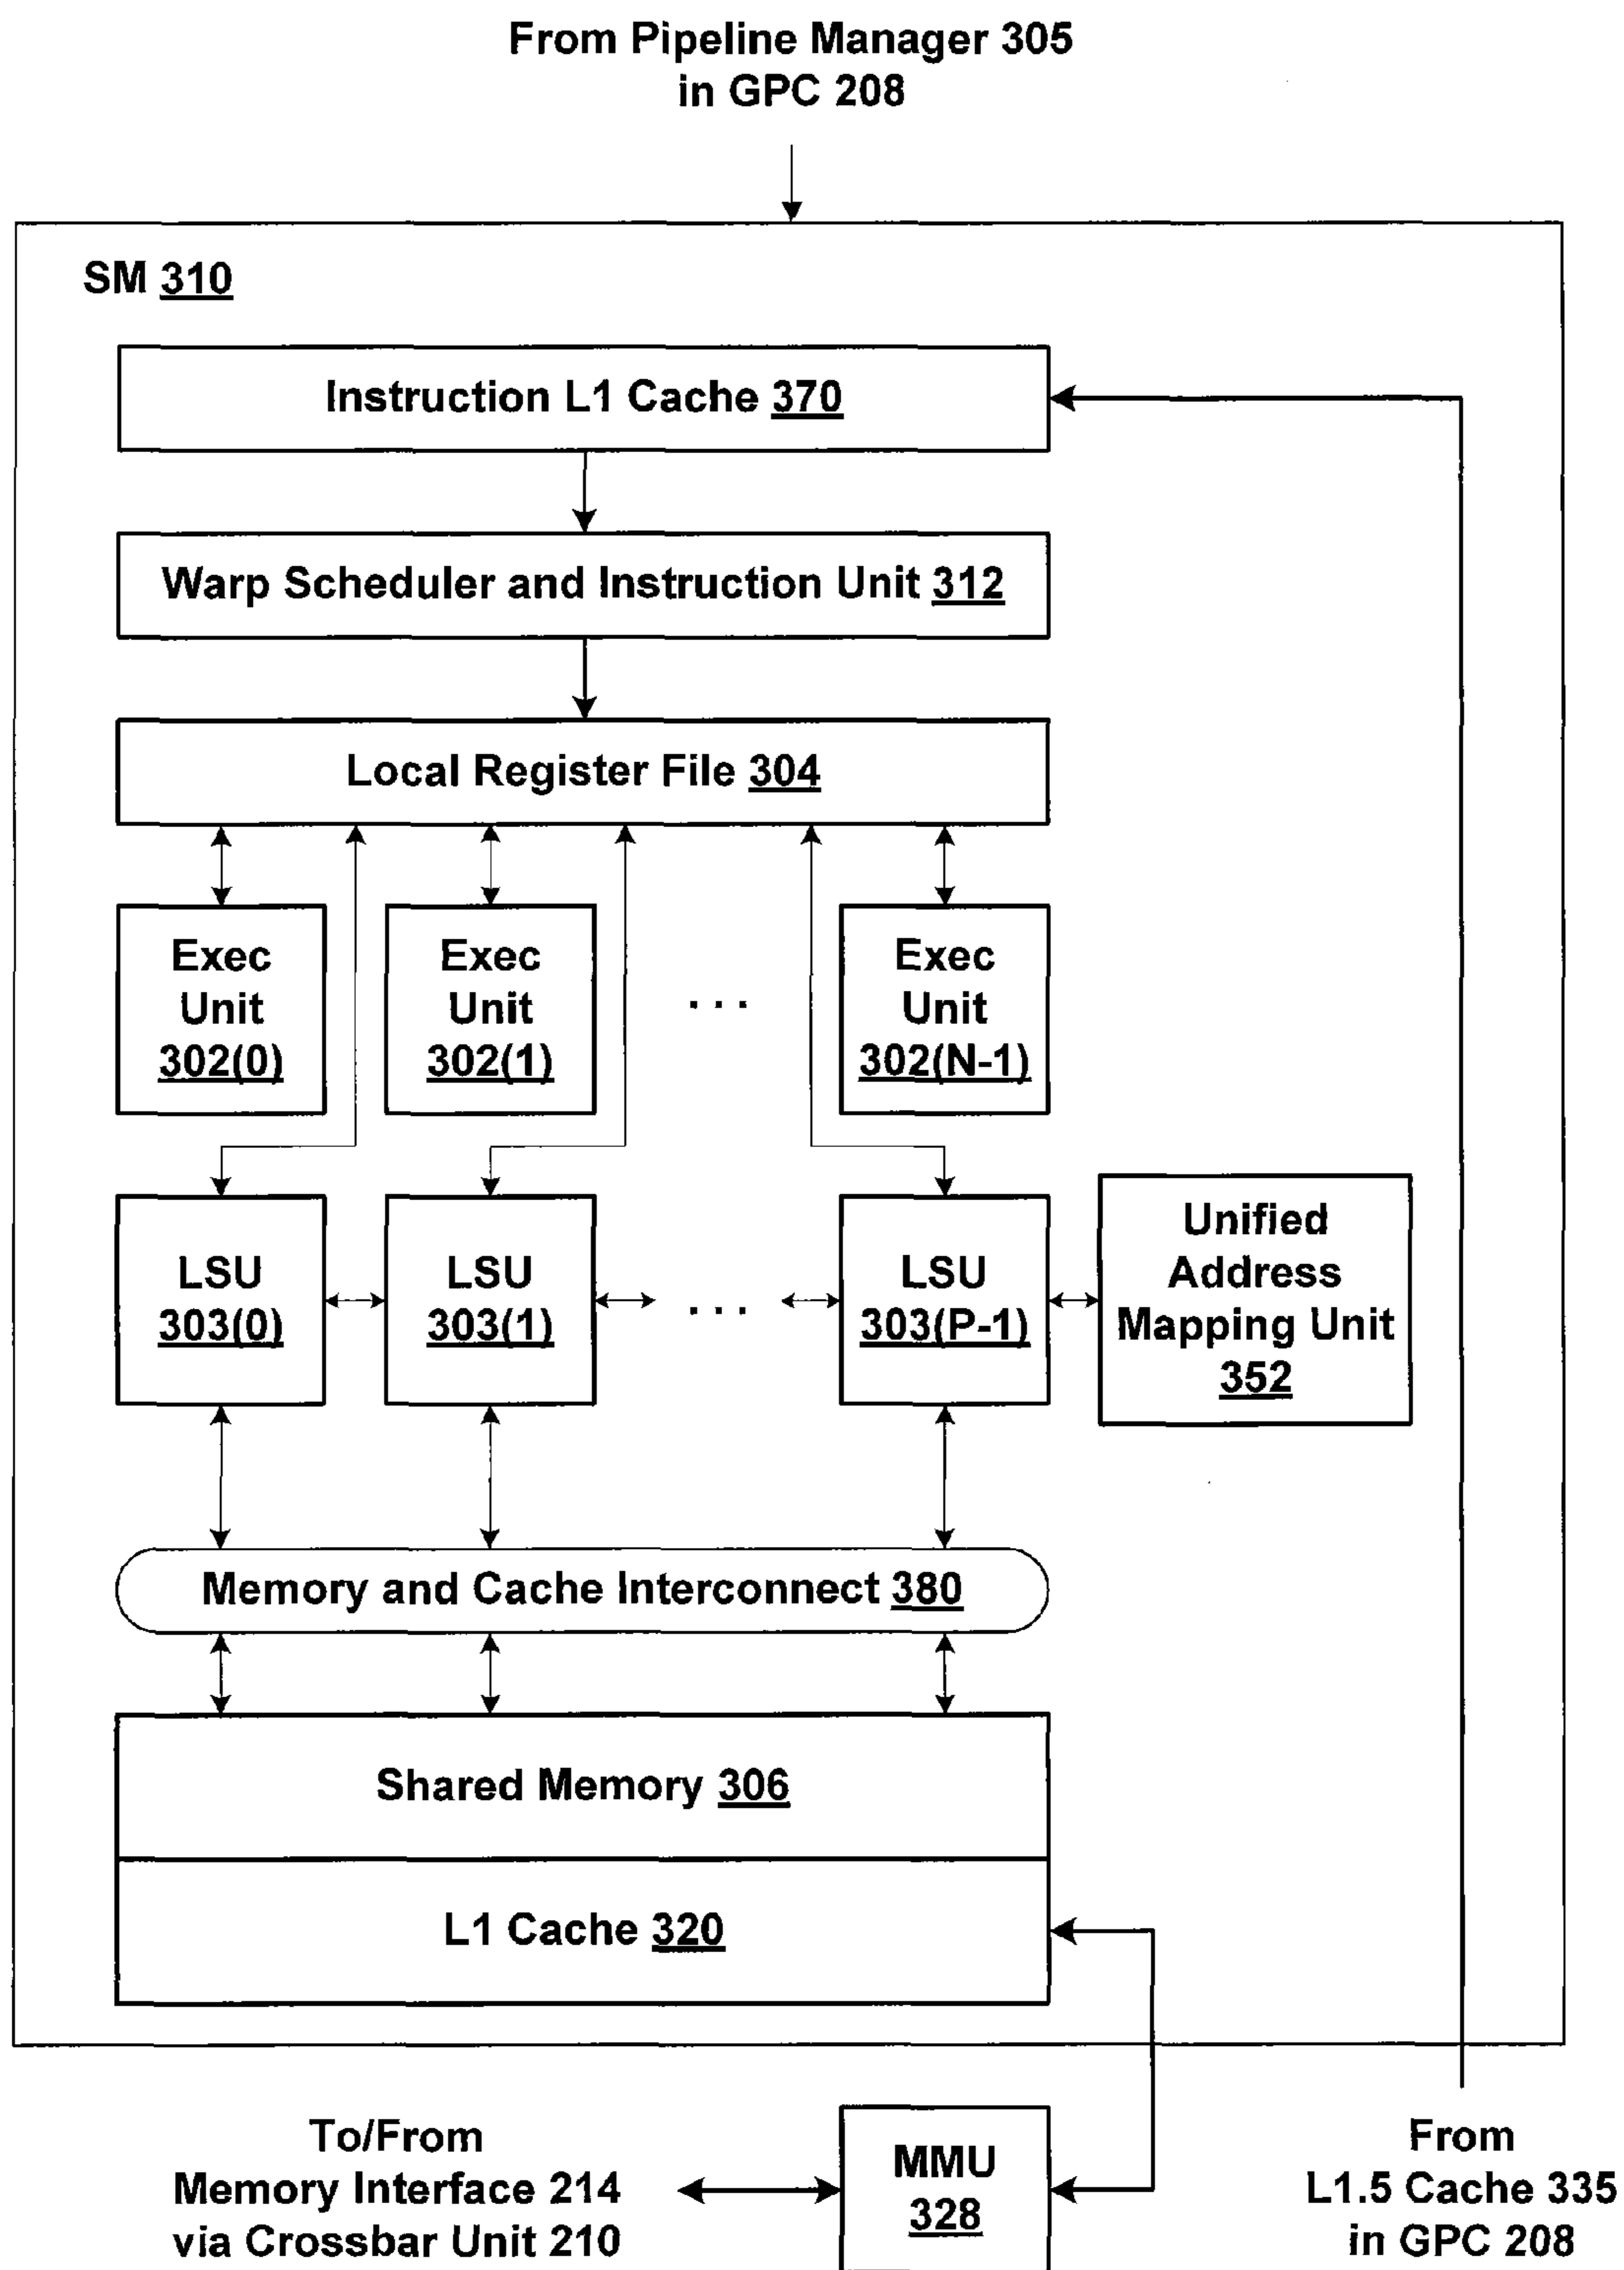 From Pipeline Manager 305
in GPC 208
SM 310
Instruction L1 Cache 370
Warp Scheduler and Instruction Unit 312
Local Register File 304
Exec
Unit
302(0)
Exec
Unit
302(1)
. . .
Exec
Unit
302(N-1)
LSU
303(0)
LSU
303(1)
. . .
LSU
303(P-1)
Unified
Address
Mapping Unit
352
Memory and Cache Interconnect 380
Shared Memory 306
L1 Cache 320
To/From
Memory Interface 214
via Crossbar Unit 210
MMU
328
From
L1.5 Cache 335
in GPC 208